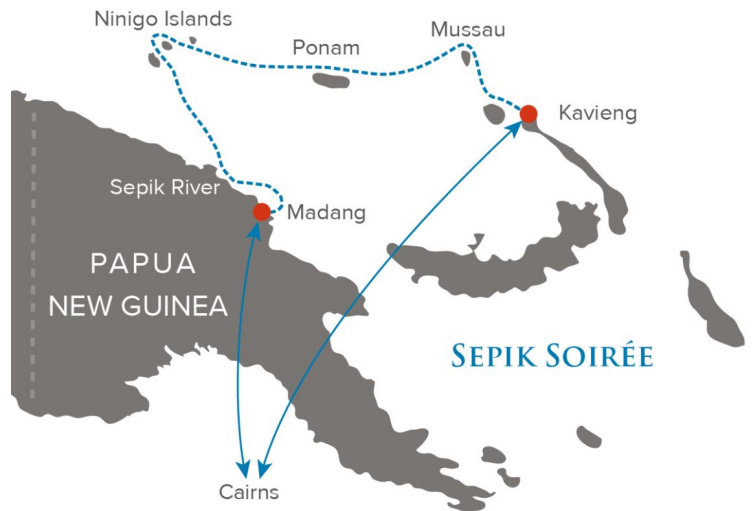 Ninigo Islands
Ponam
Mussau
Kavieng
Sepik River
Madang
PAPUA
NEW GUINEA
SEPIK SOIRÉE
Cairns